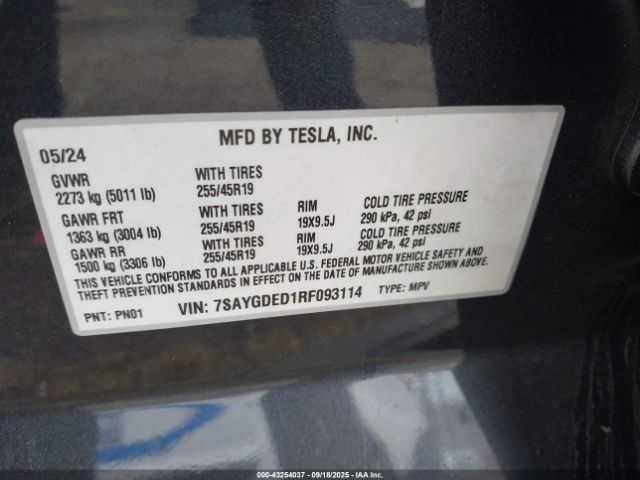 MFD BY TESLA, INC.
05/24
GVWR WITH TIRES
2273 kg (5011 lb) 255/45R19
GAWR FRT WITH TIRES RIM COLD TIRE PRESSURE
1363 kg (3004 lb) 255/45R19 19X9.5J 290 kPa, 42 psi
GAWR RR WITH TIRES RIM COLD TIRE PRESSURE
1500 kg (3306 lb) 255/45R19 19X9.5J 290 kPa, 42 psi
THIS VEHICLE CONFORMS TO ALL APPLICABLE U.S. FEDERAL MOTOR VEHICLE SAFETY AND
THEFT PREVENTION STANDARDS IN EFFECT ON THE DATE OF MANUFACTURE SHOWN ABOVE.
PNT: PN01 VIN: 7SAYGDED1RF093114 TYPE: MPV
000-43254037 - 09/18/2025 - IAA Inc.